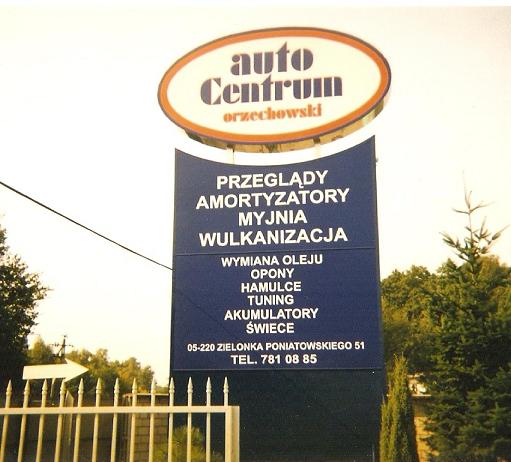 auto
Centrum
orzechowski
PRZEGLĄDY
AMORTYZATORY
MYJNIA
WULKANIZACJA
WYMIANA OLEJU
OPONY
HAMULCE
TUNING
AKUMULATORY
ŚWIECE
05-220 ZIELONKA PONIATOWSKIEGO 51
TEL. 781 08 85